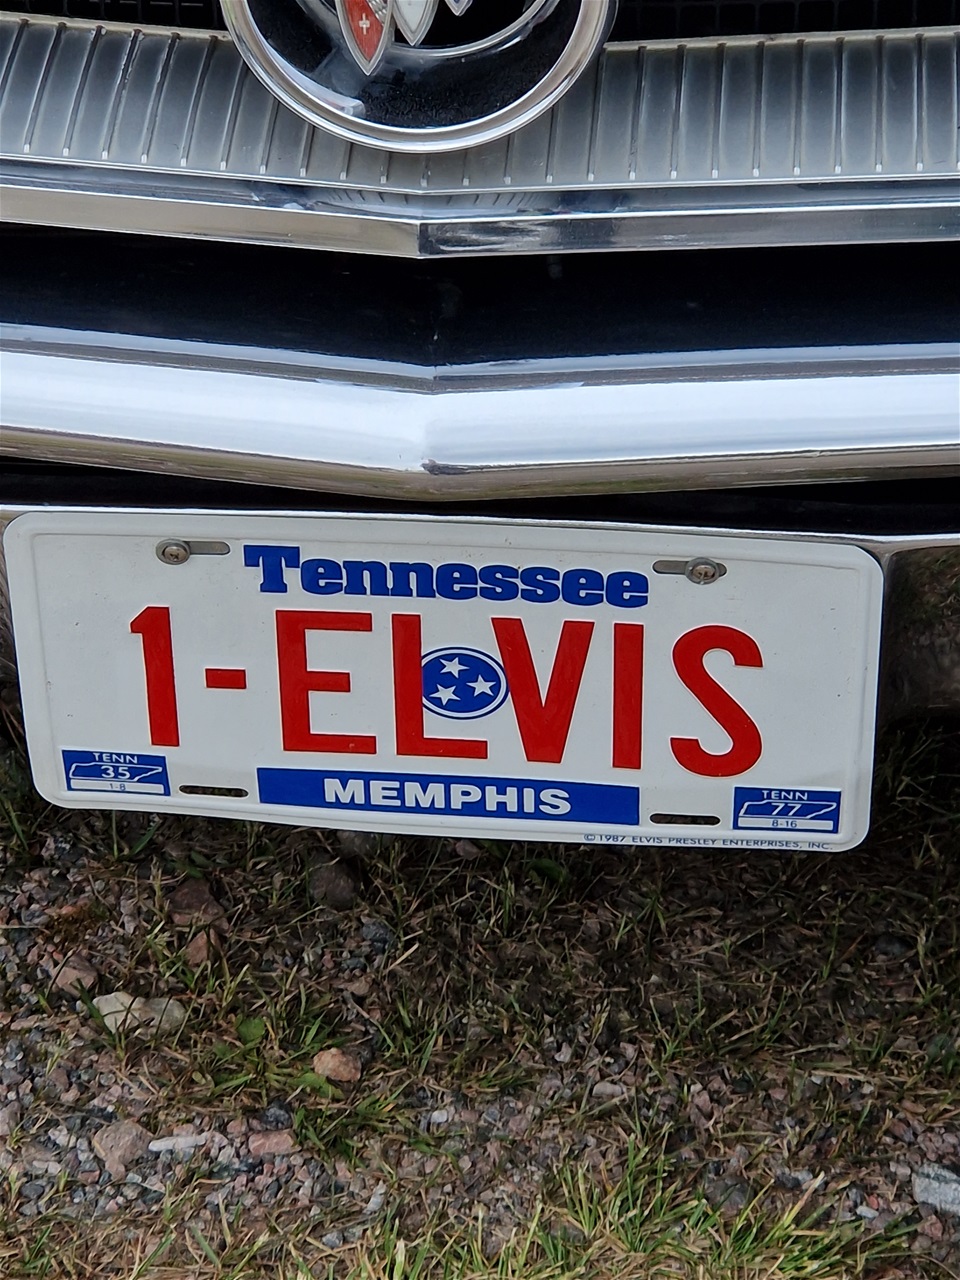 Tennessee
1-ELVIS
TENN
35
1-8
MEMPHIS
TENN
77
8-16
© 1987 ELVIS PRESLEY ENTERPRISES, INC.